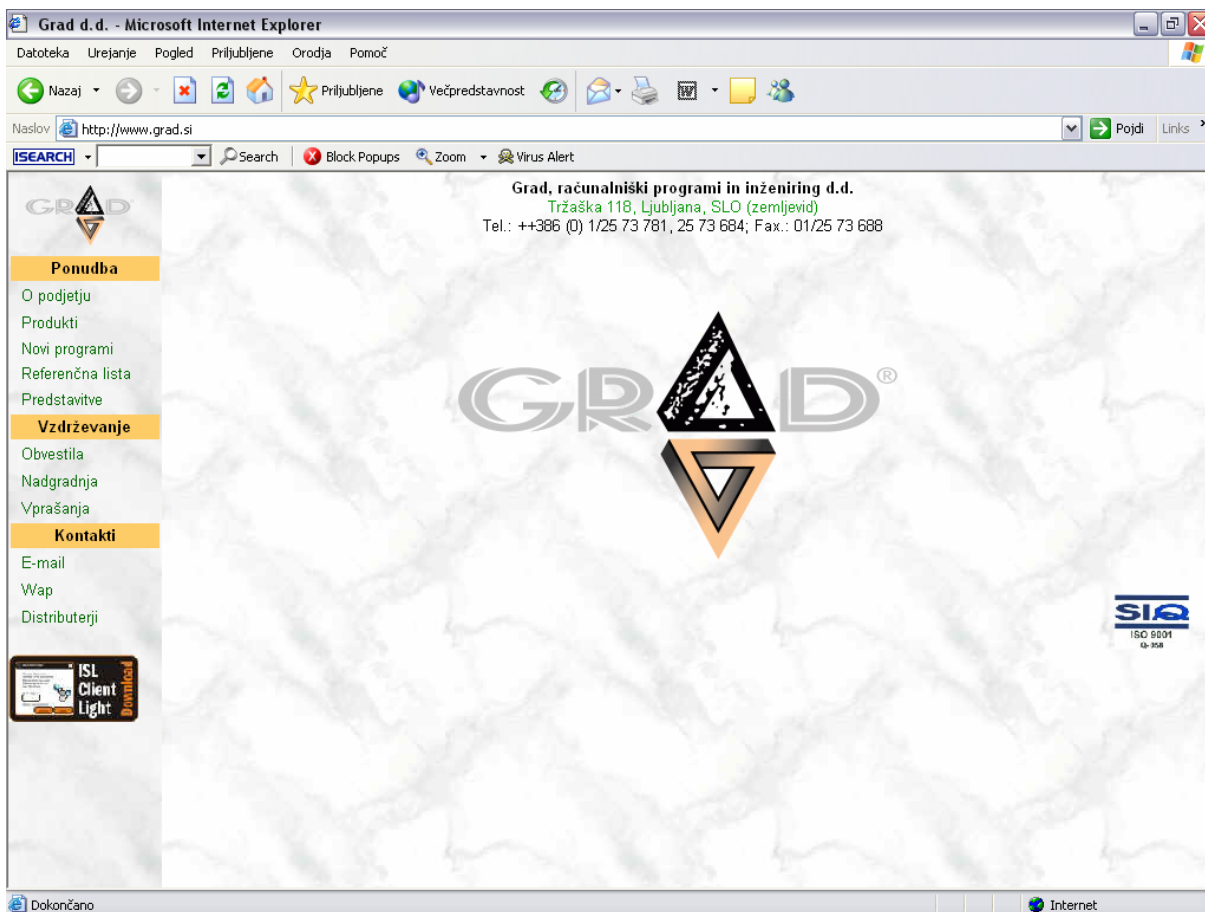 Grad d.d. - Microsoft Internet Explorer
Datoteka Urejanje Pogled Priljubljene Orodja Pomoč
Nazaj Priljubljene Večpredstavnost
Naslov http://www.grad.si Pojdi Links
ISEARCH Search Block Popups Zoom Virus Alert
GRAD
Grad, računalniški programi in inženiring d.d.
Tržaška 118, Ljubljana, SLO (zemljevid)
Tel.: ++386 (0) 1/25 73 781, 25 73 684; Fax.: 01/25 73 688
Ponudba
O podjetju
Produkti
Novi programi
Referenčna lista
Predstavitve
Vzdrževanje
Obvestila
Nadgradnja
Vprašanja
Kontakti
E-mail
Wap
Distributerji
ISL
Client
Light
Download
GRAD®
SIQ
ISO 9001
Q-358
Dokončano Internet